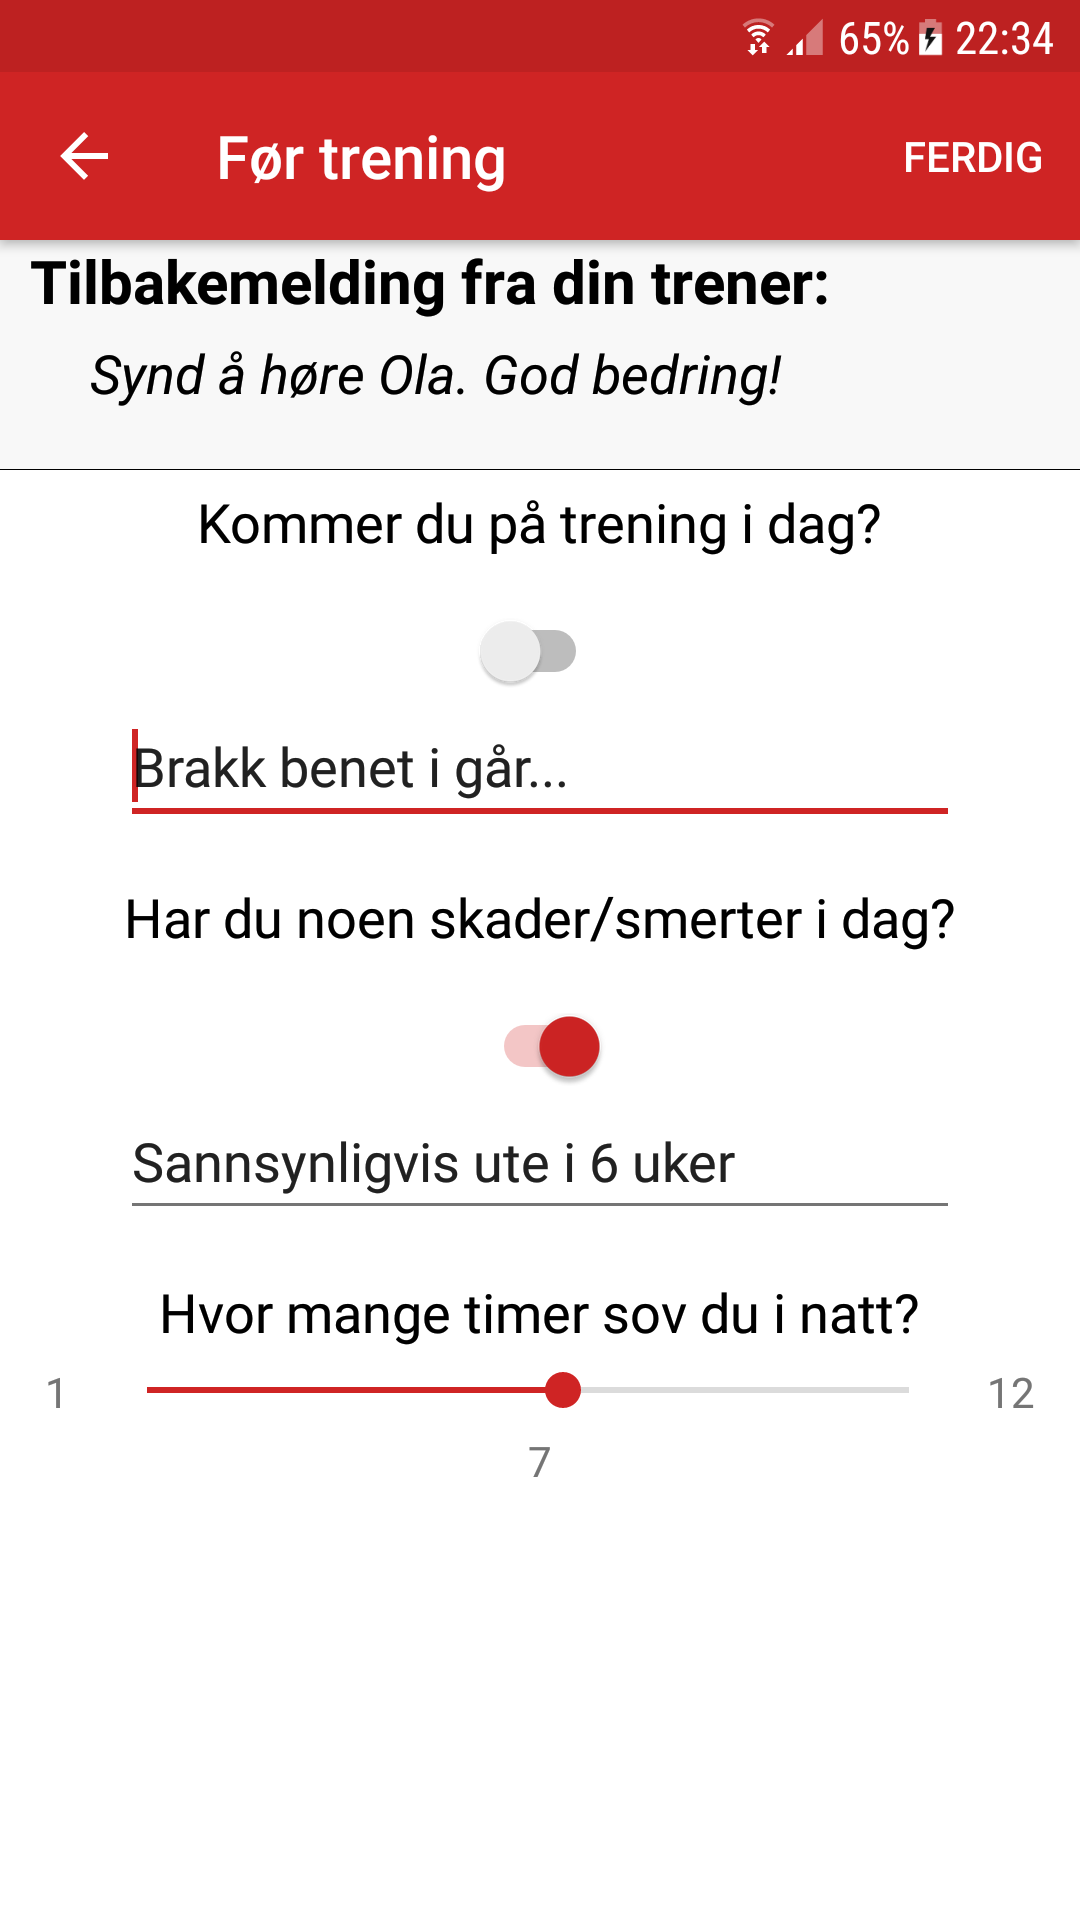 65% 22:34
Før trening FERDIG
Tilbakemelding fra din trener:
Synd å høre Ola. God bedring!
Kommer du på trening i dag?
Brakk benet i går...
Har du noen skader/smerter i dag?
Sannsynligvis ute i 6 uker
Hvor mange timer sov du i natt?
1 12
7